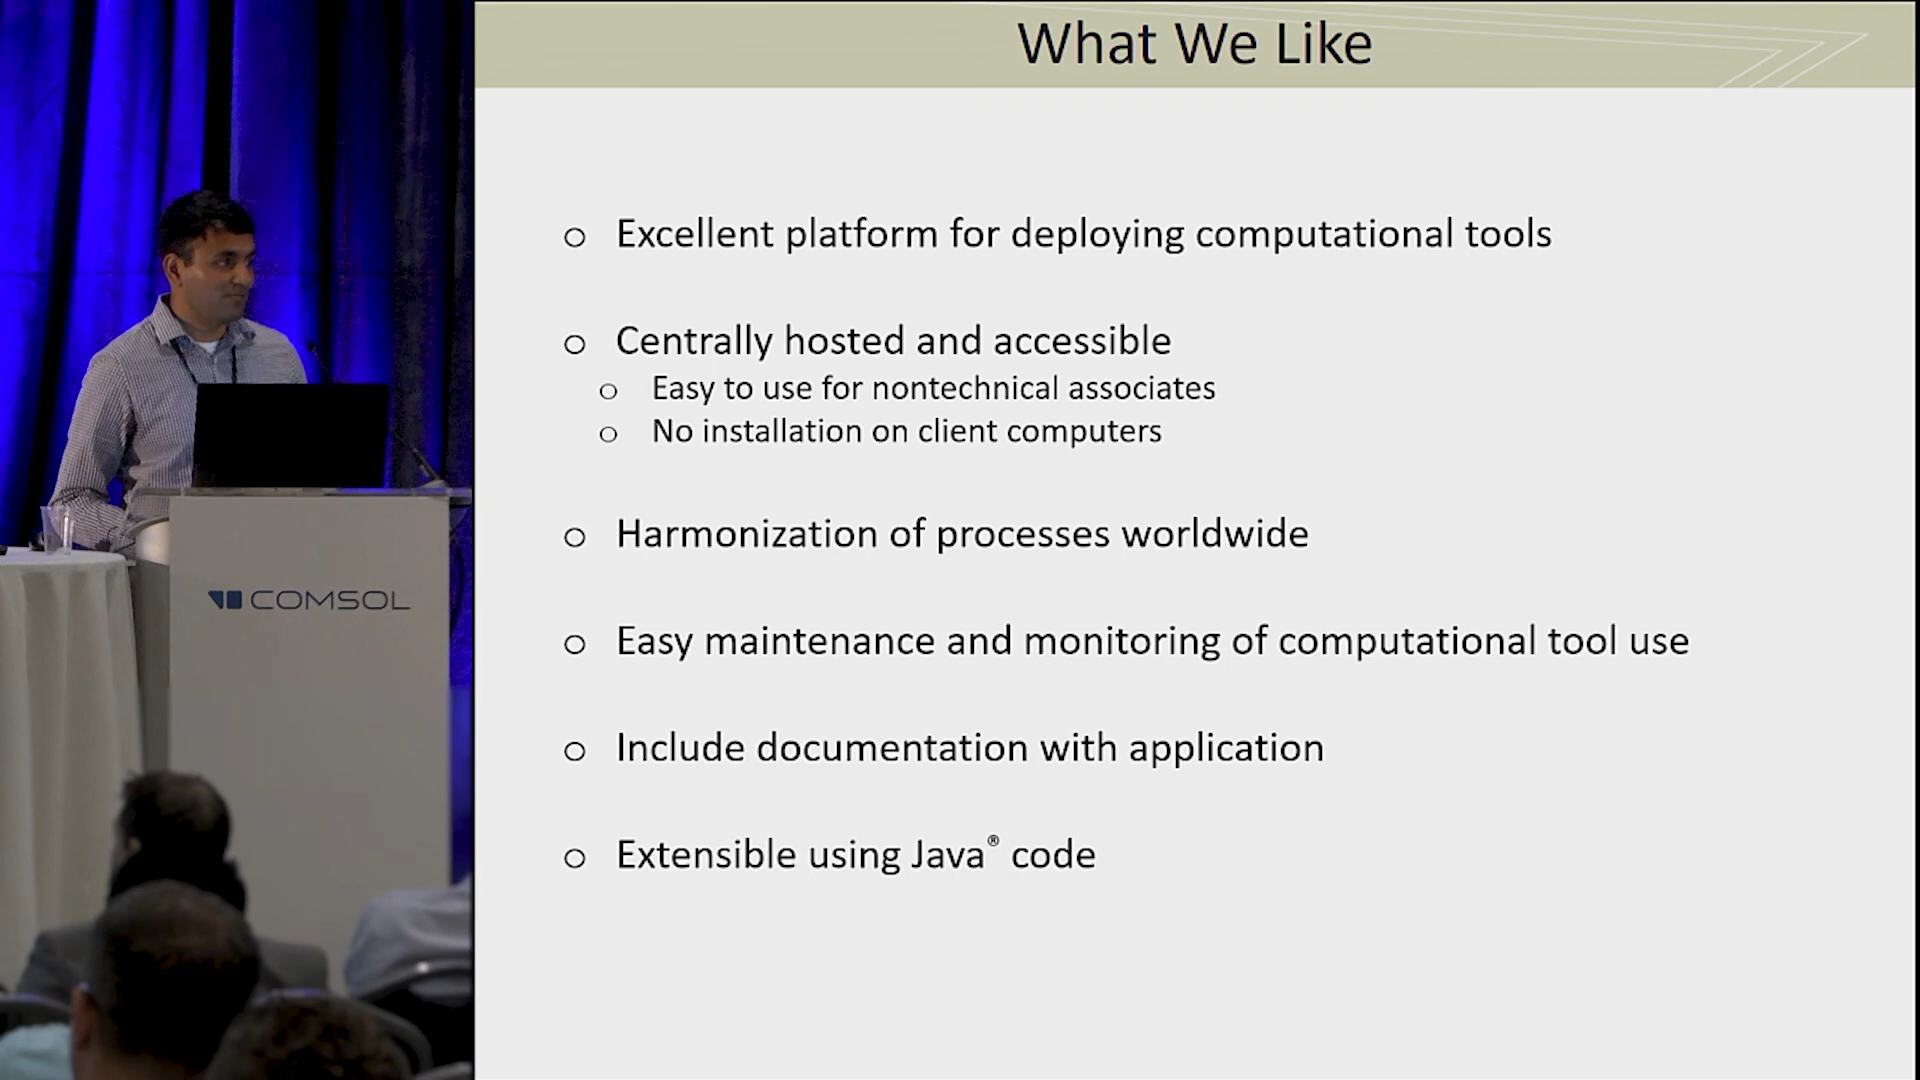 What We Like
o Excellent platform for deploying computational tools
o Centrally hosted and accessible
o Easy to use for nontechnical associates
o No installation on client computers
o Harmonization of processes worldwide
o Easy maintenance and monitoring of computational tool use
o Include documentation with application
o Extensible using Java® code
COMSOL